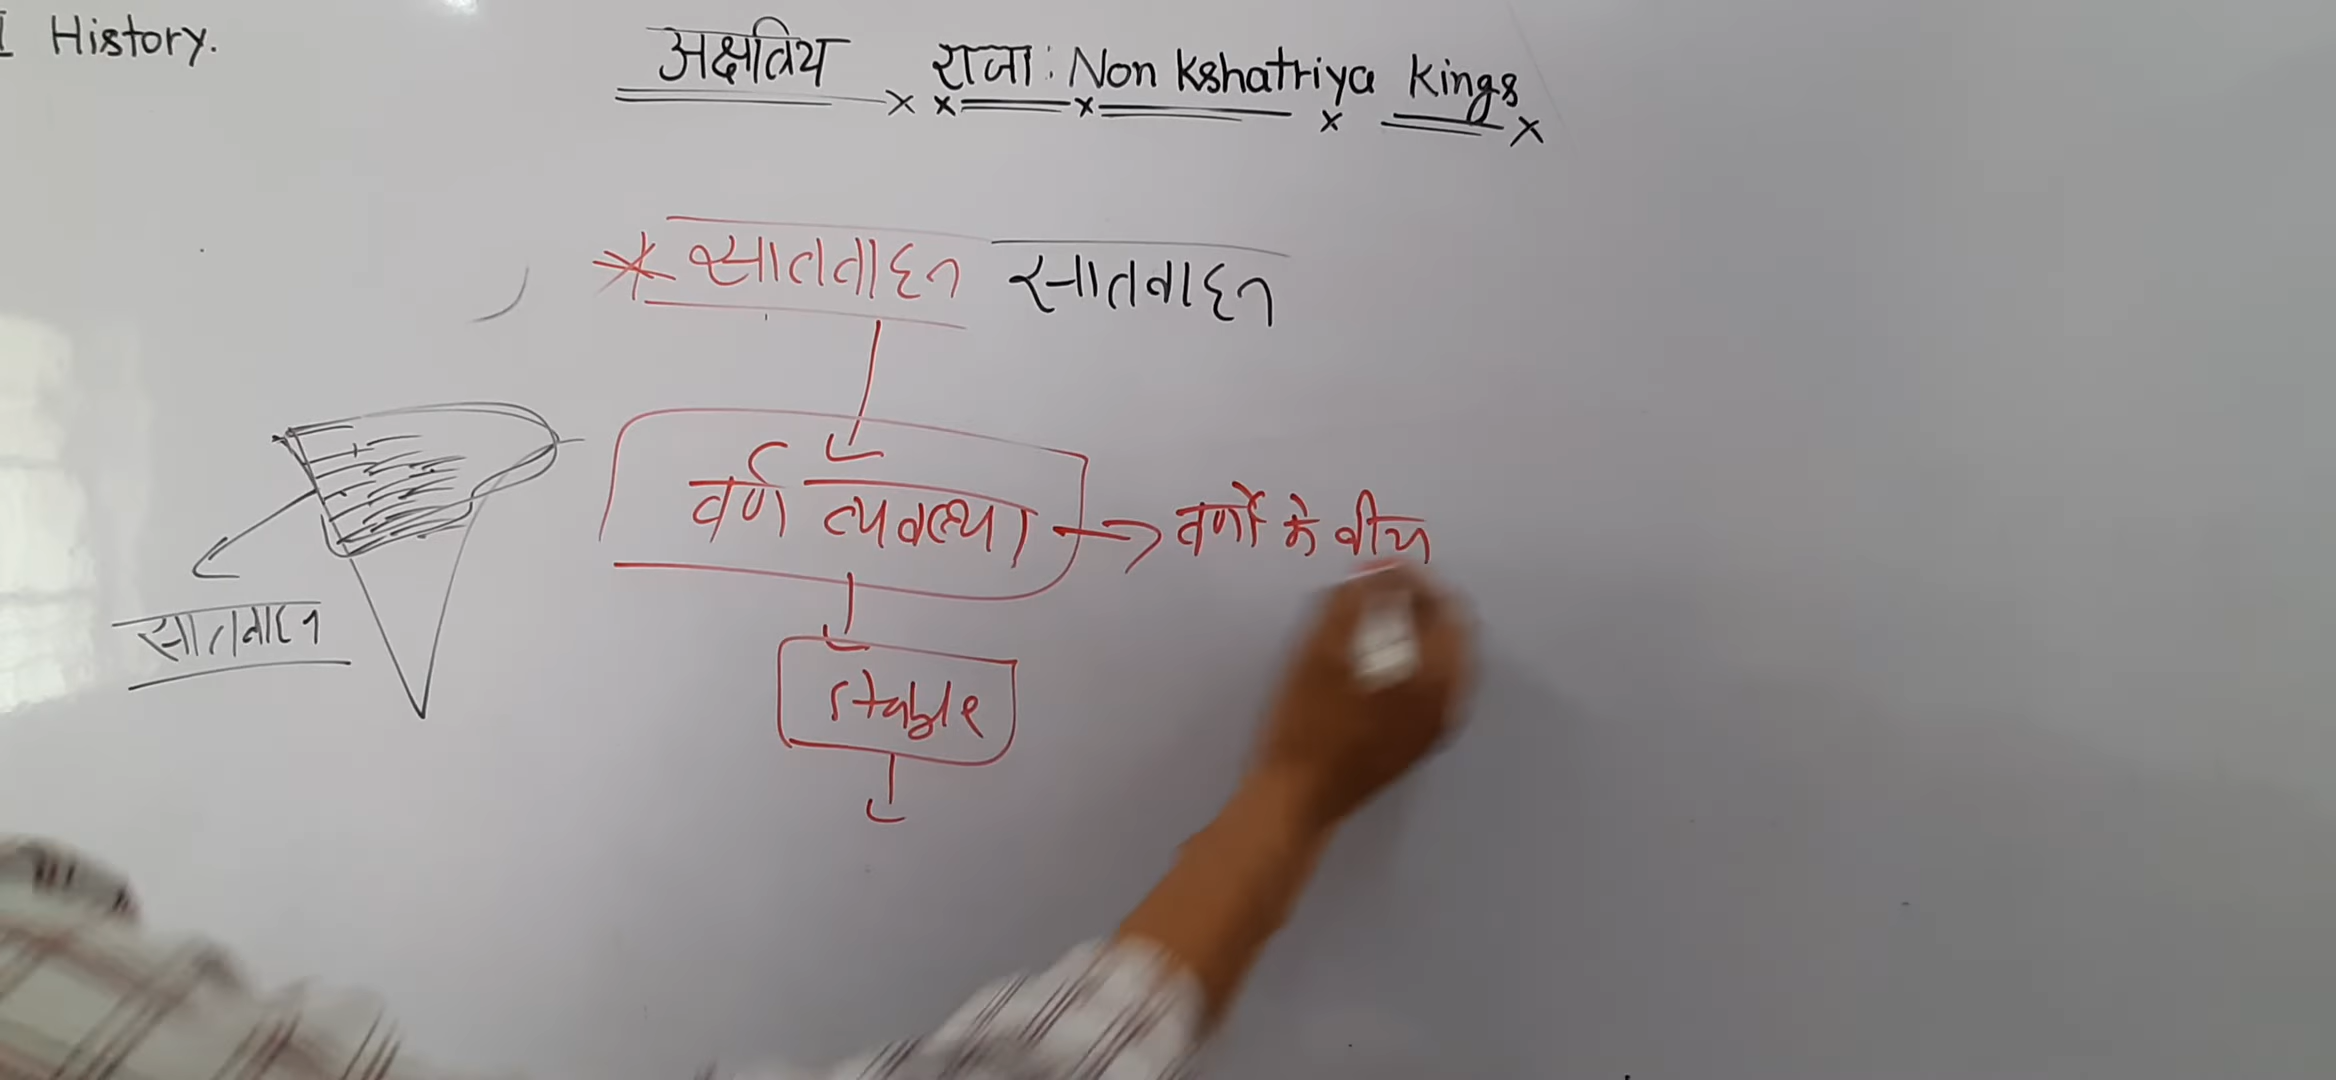 I History.
अक्षत्रिय राजा: Non Kshatriya Kings
सातवाहन सातवाहन
वर्ण व्यवस्था → वर्णों के बीच
सातवाहन
stable